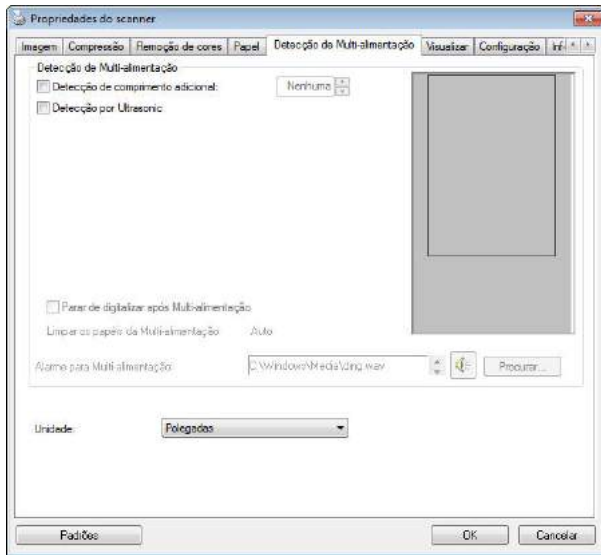 Propriedades do scanner
Imagem Compressão Remoção de cores Papel Detecção de Multi-alimentação Visualizar Configuração
Detecção de Multi-alimentação
Detecção de comprimento adicional: Nenhuma
Detecção por Ultrasonic
Parar de digitalizar após Multi-alimentação
Limpar os papéis da Multi-alimentação Auto
Alarme para Multi-alimentação: C:\Windows\Media\ding.wav Procurar...
Unidade: Polegadas
Padrões OK Cancelar